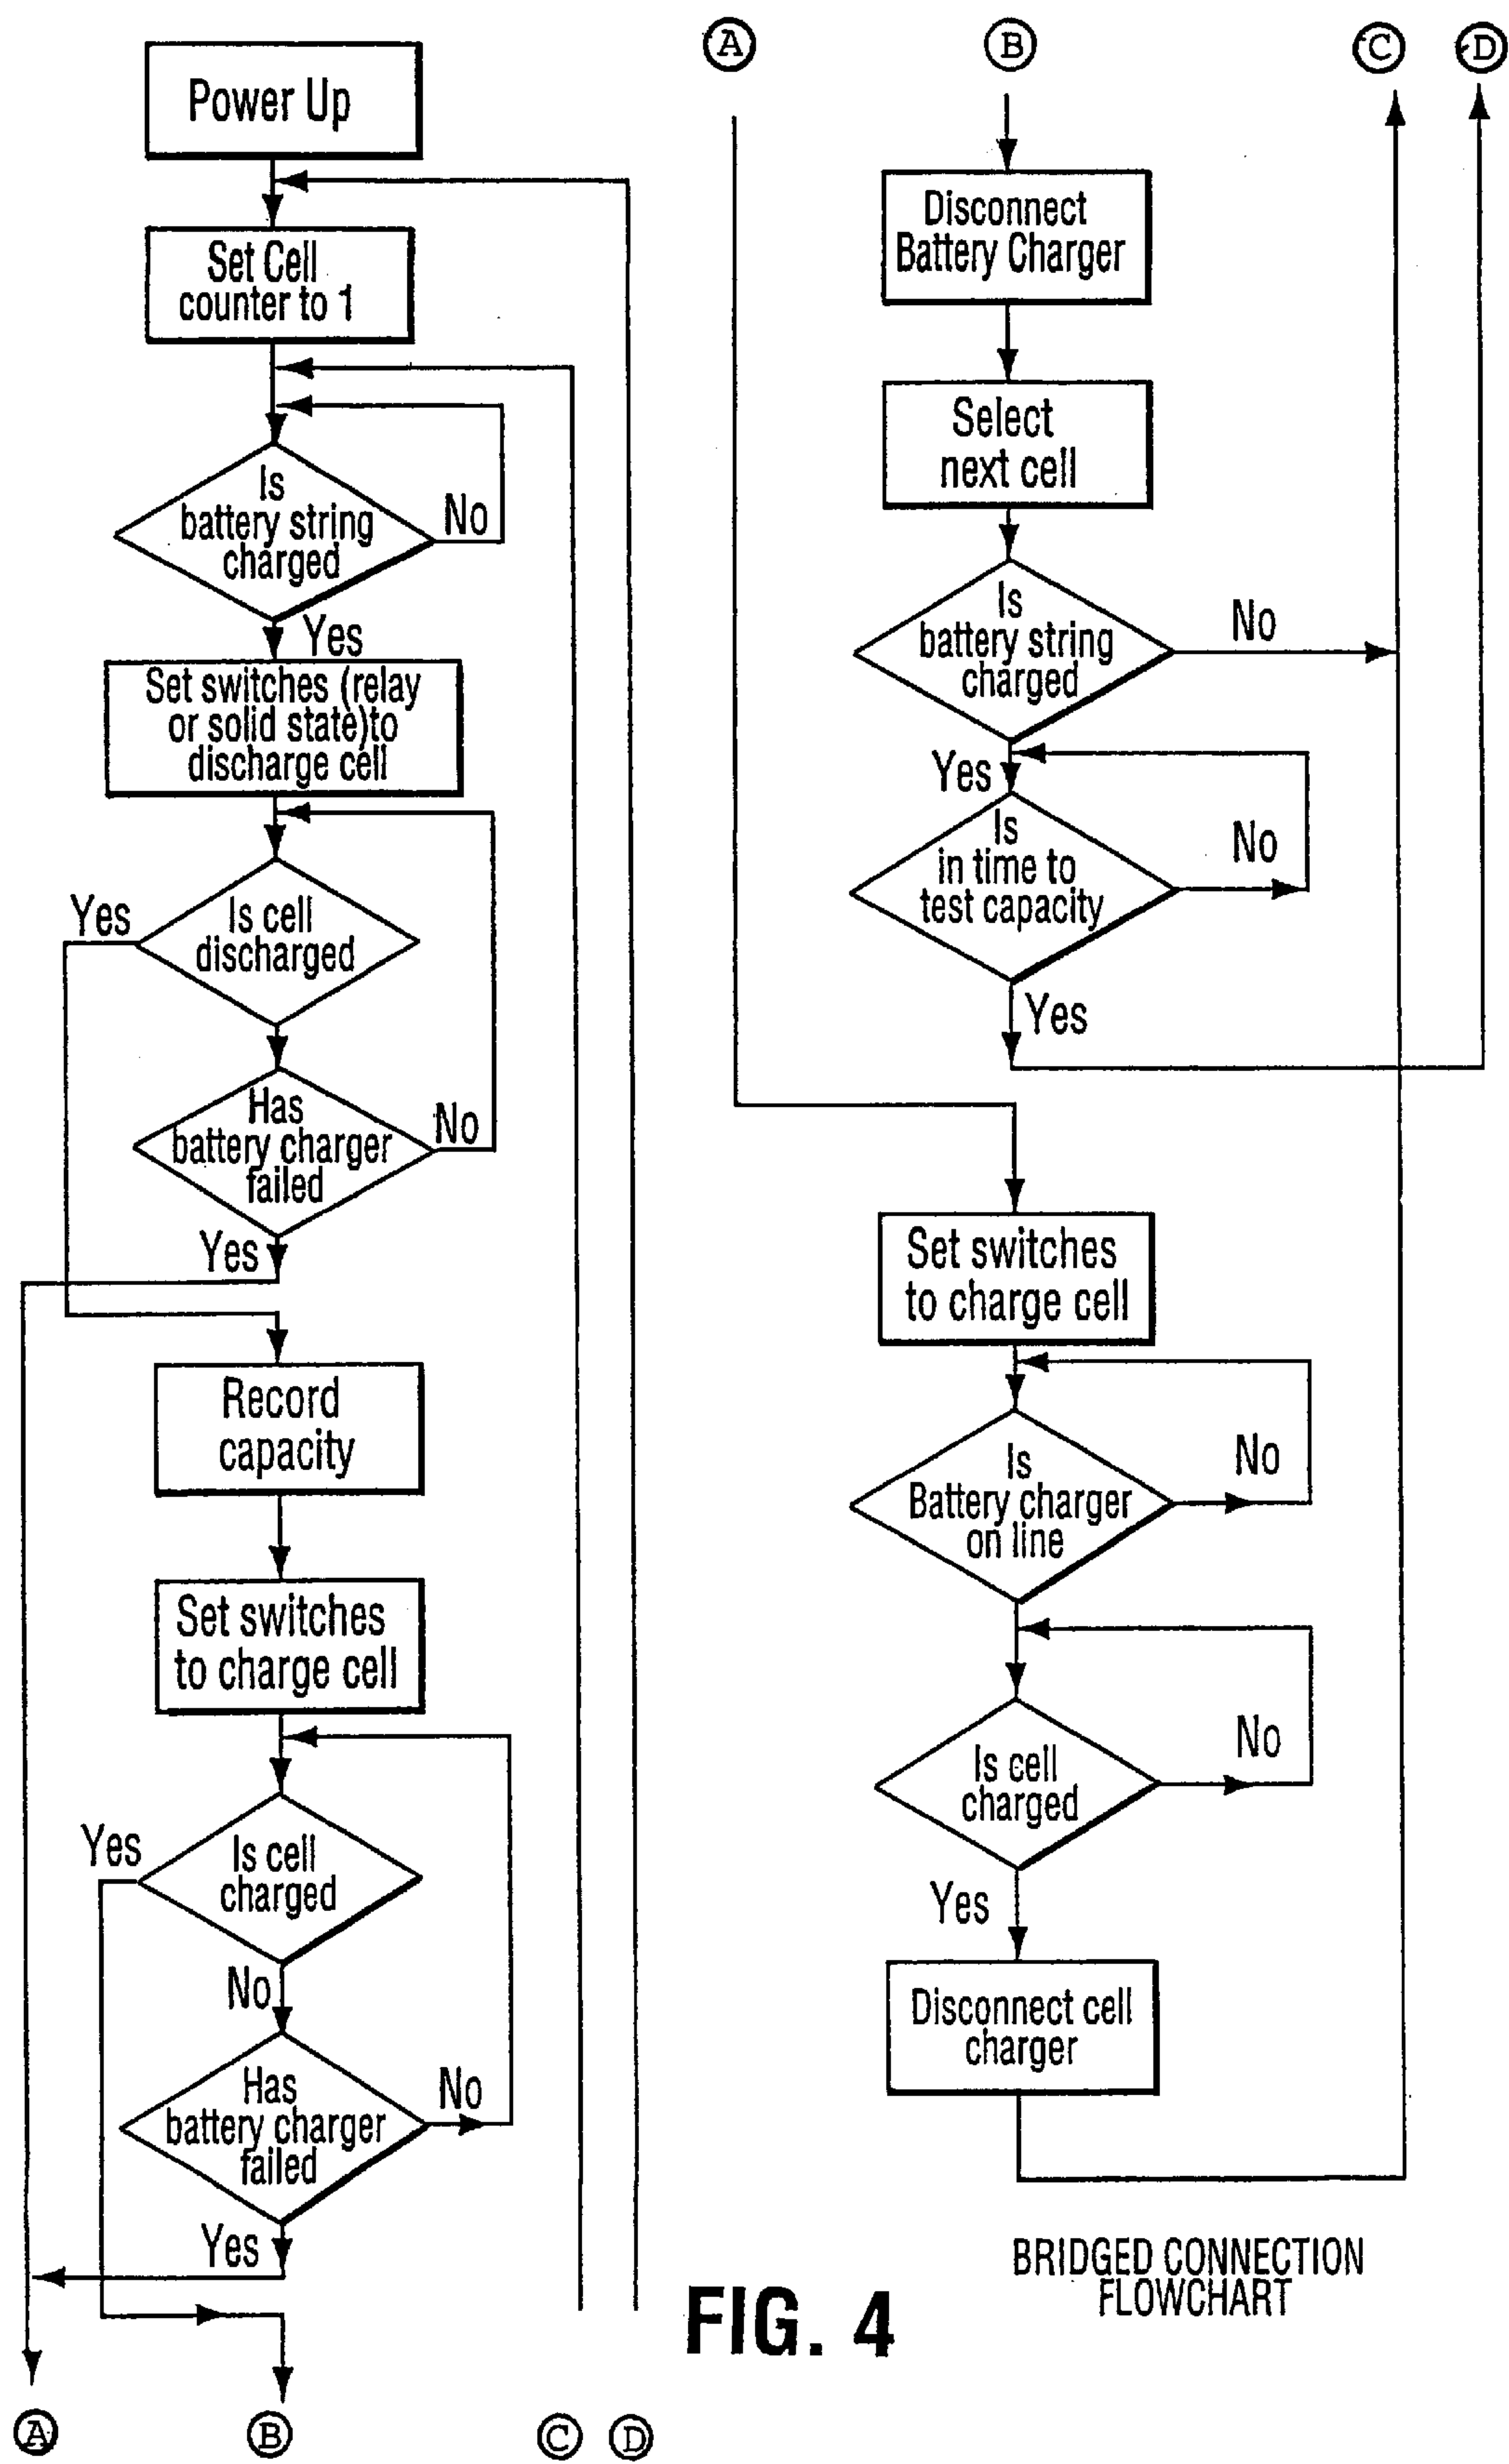 Power Up
Set Cell
counter to 1
Is
battery string
charged
No
Yes
Set switches (relay
or solid state)to
discharge cell
Yes
Is cell
discharged
Has
battery charger
failed
No
Yes
Record
capacity
Set switches
to charge cell
Yes
Is cell
charged
No
Has
battery charger
failed
No
Yes
A
B
C
D
A
B
C
D
Disconnect
Battery Charger
Select
next cell
Is
battery string
charged
No
Yes
Is
in time to
test capacity
No
Yes
Set switches
to charge cell
Is
Battery charger
on line
No
Is cell
charged
No
Yes
Disconnect cell
charger
BRIDGED CONNECTION
FLOWCHART
FIG. 4